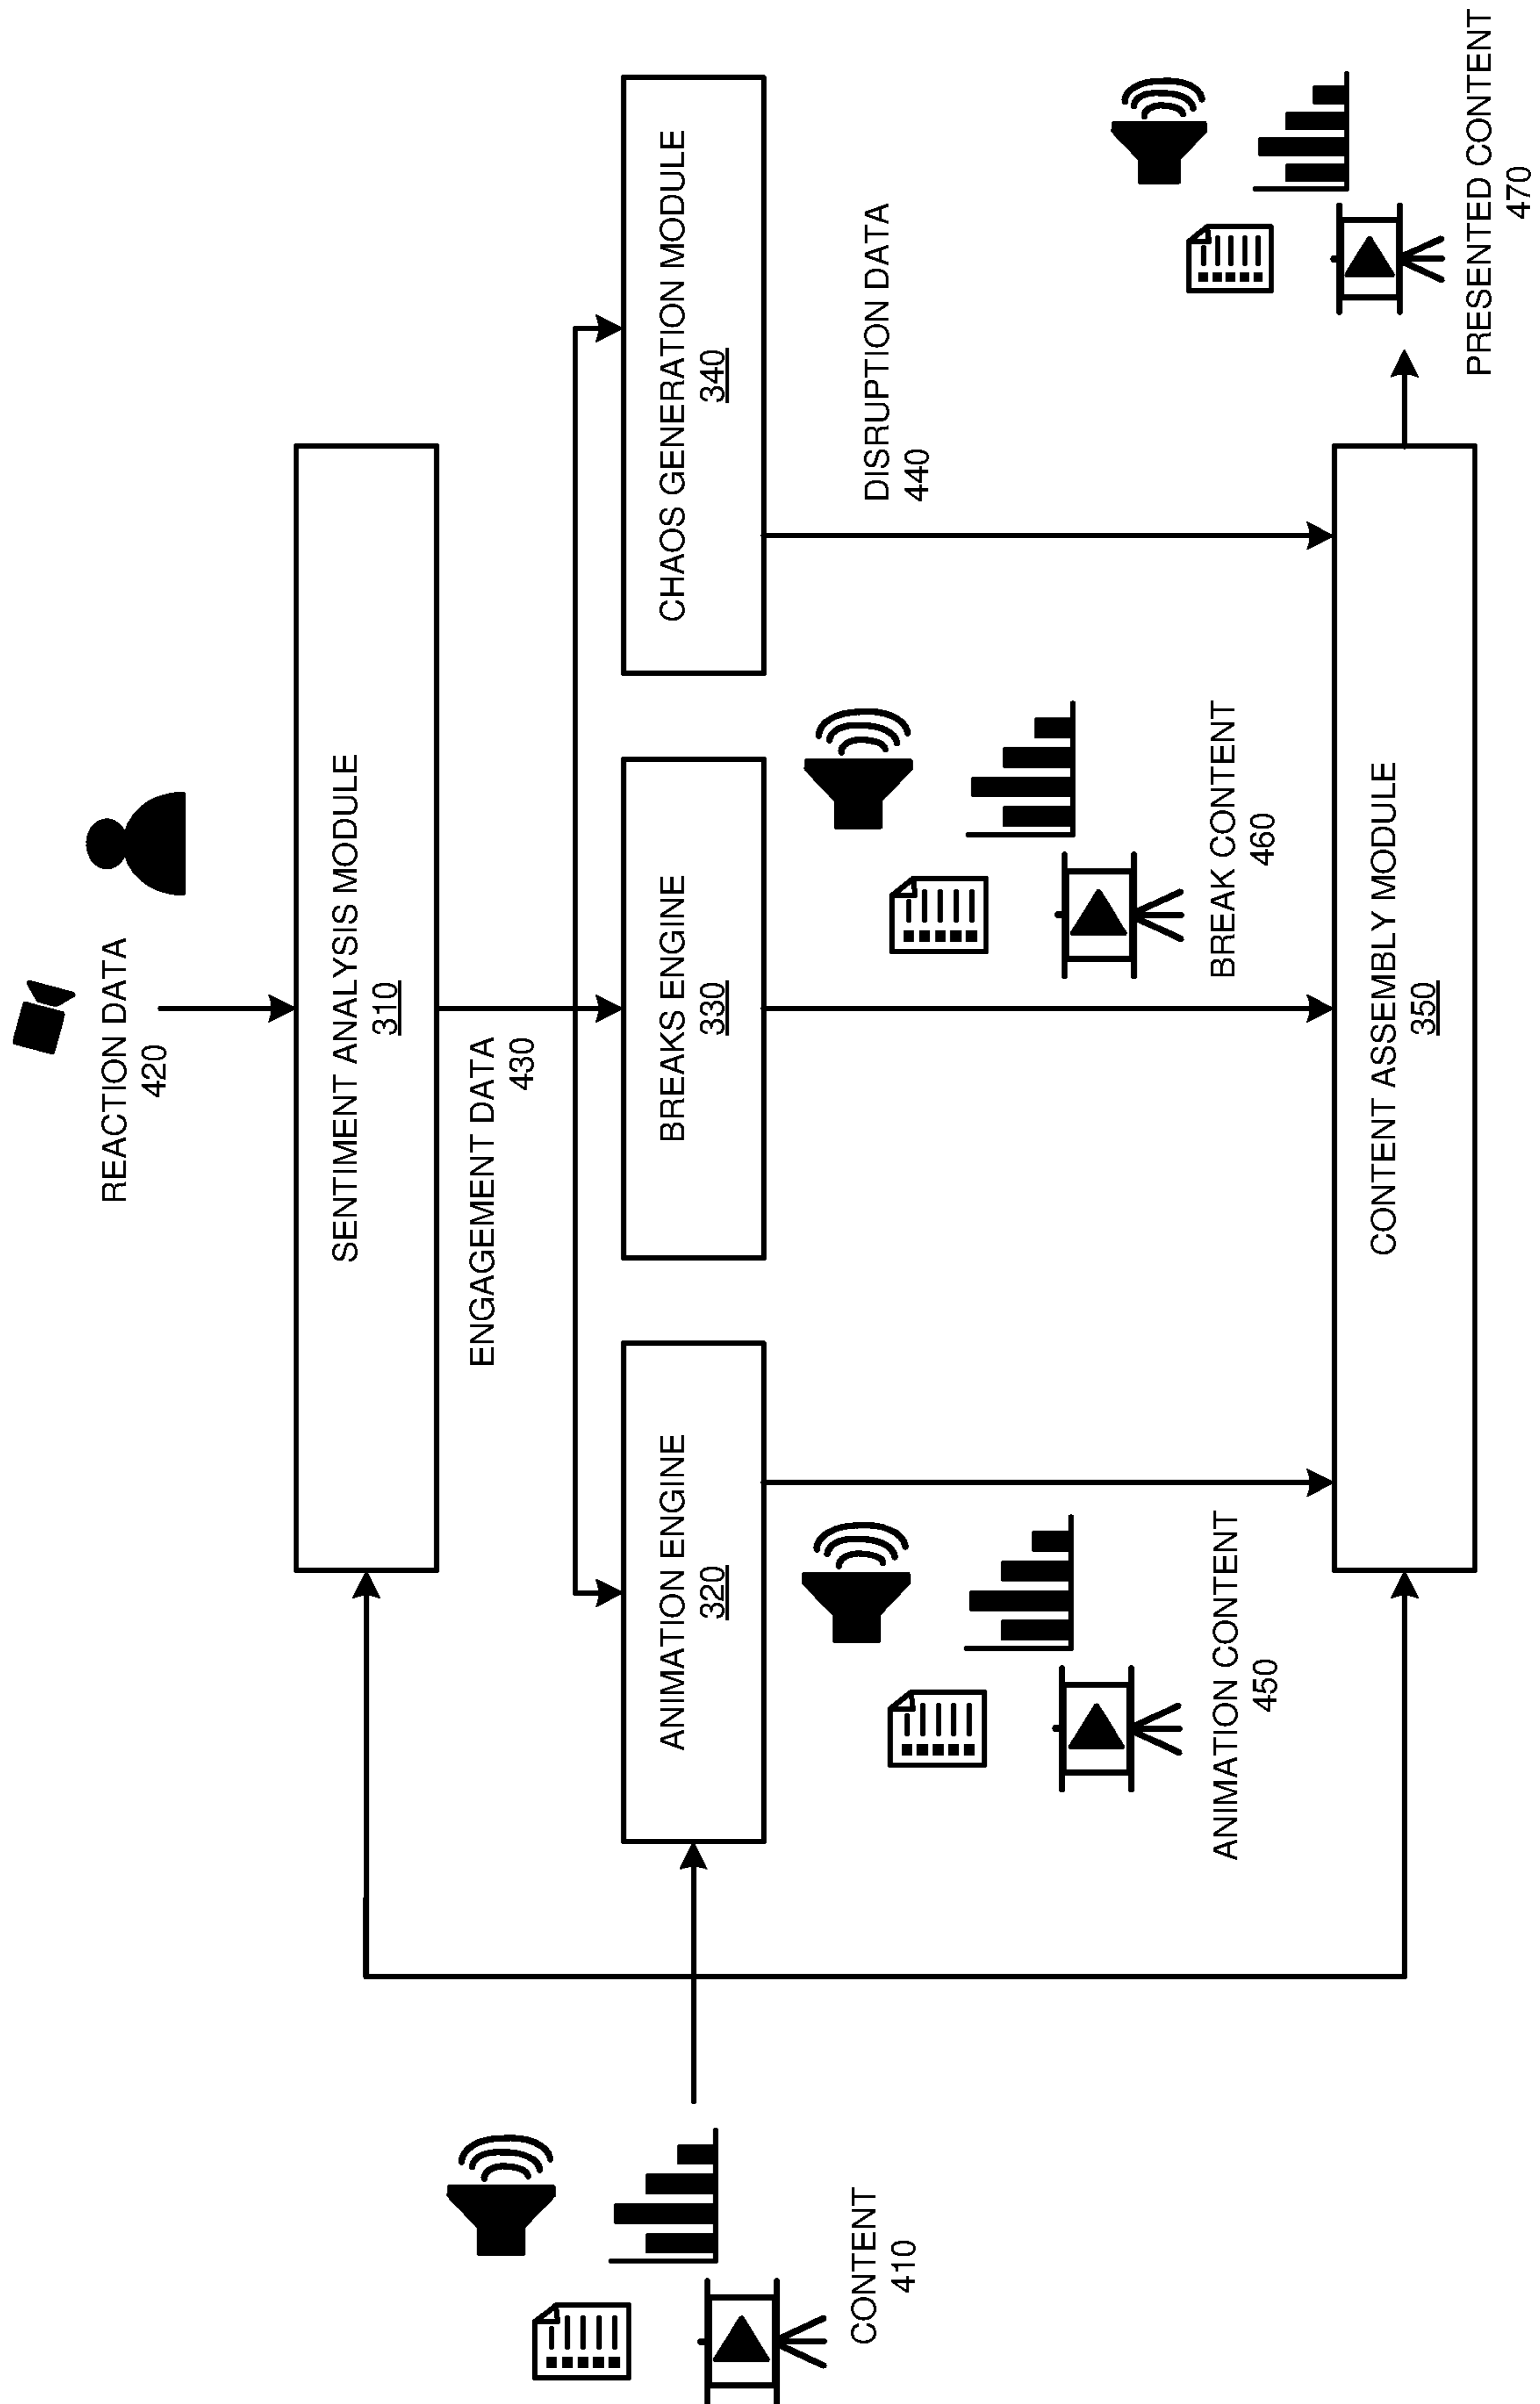 REACTION DATA
420
SENTIMENT ANALYSIS MODULE
310
ENGAGEMENT DATA
430
ANIMATION ENGINE
320
BREAKS ENGINE
330
CHAOS GENERATION MODULE
340
CONTENT
410
DISRUPTION DATA
440
ANIMATION CONTENT
450
BREAK CONTENT
460
CONTENT ASSEMBLY MODULE
350
PRESENTED CONTENT
470